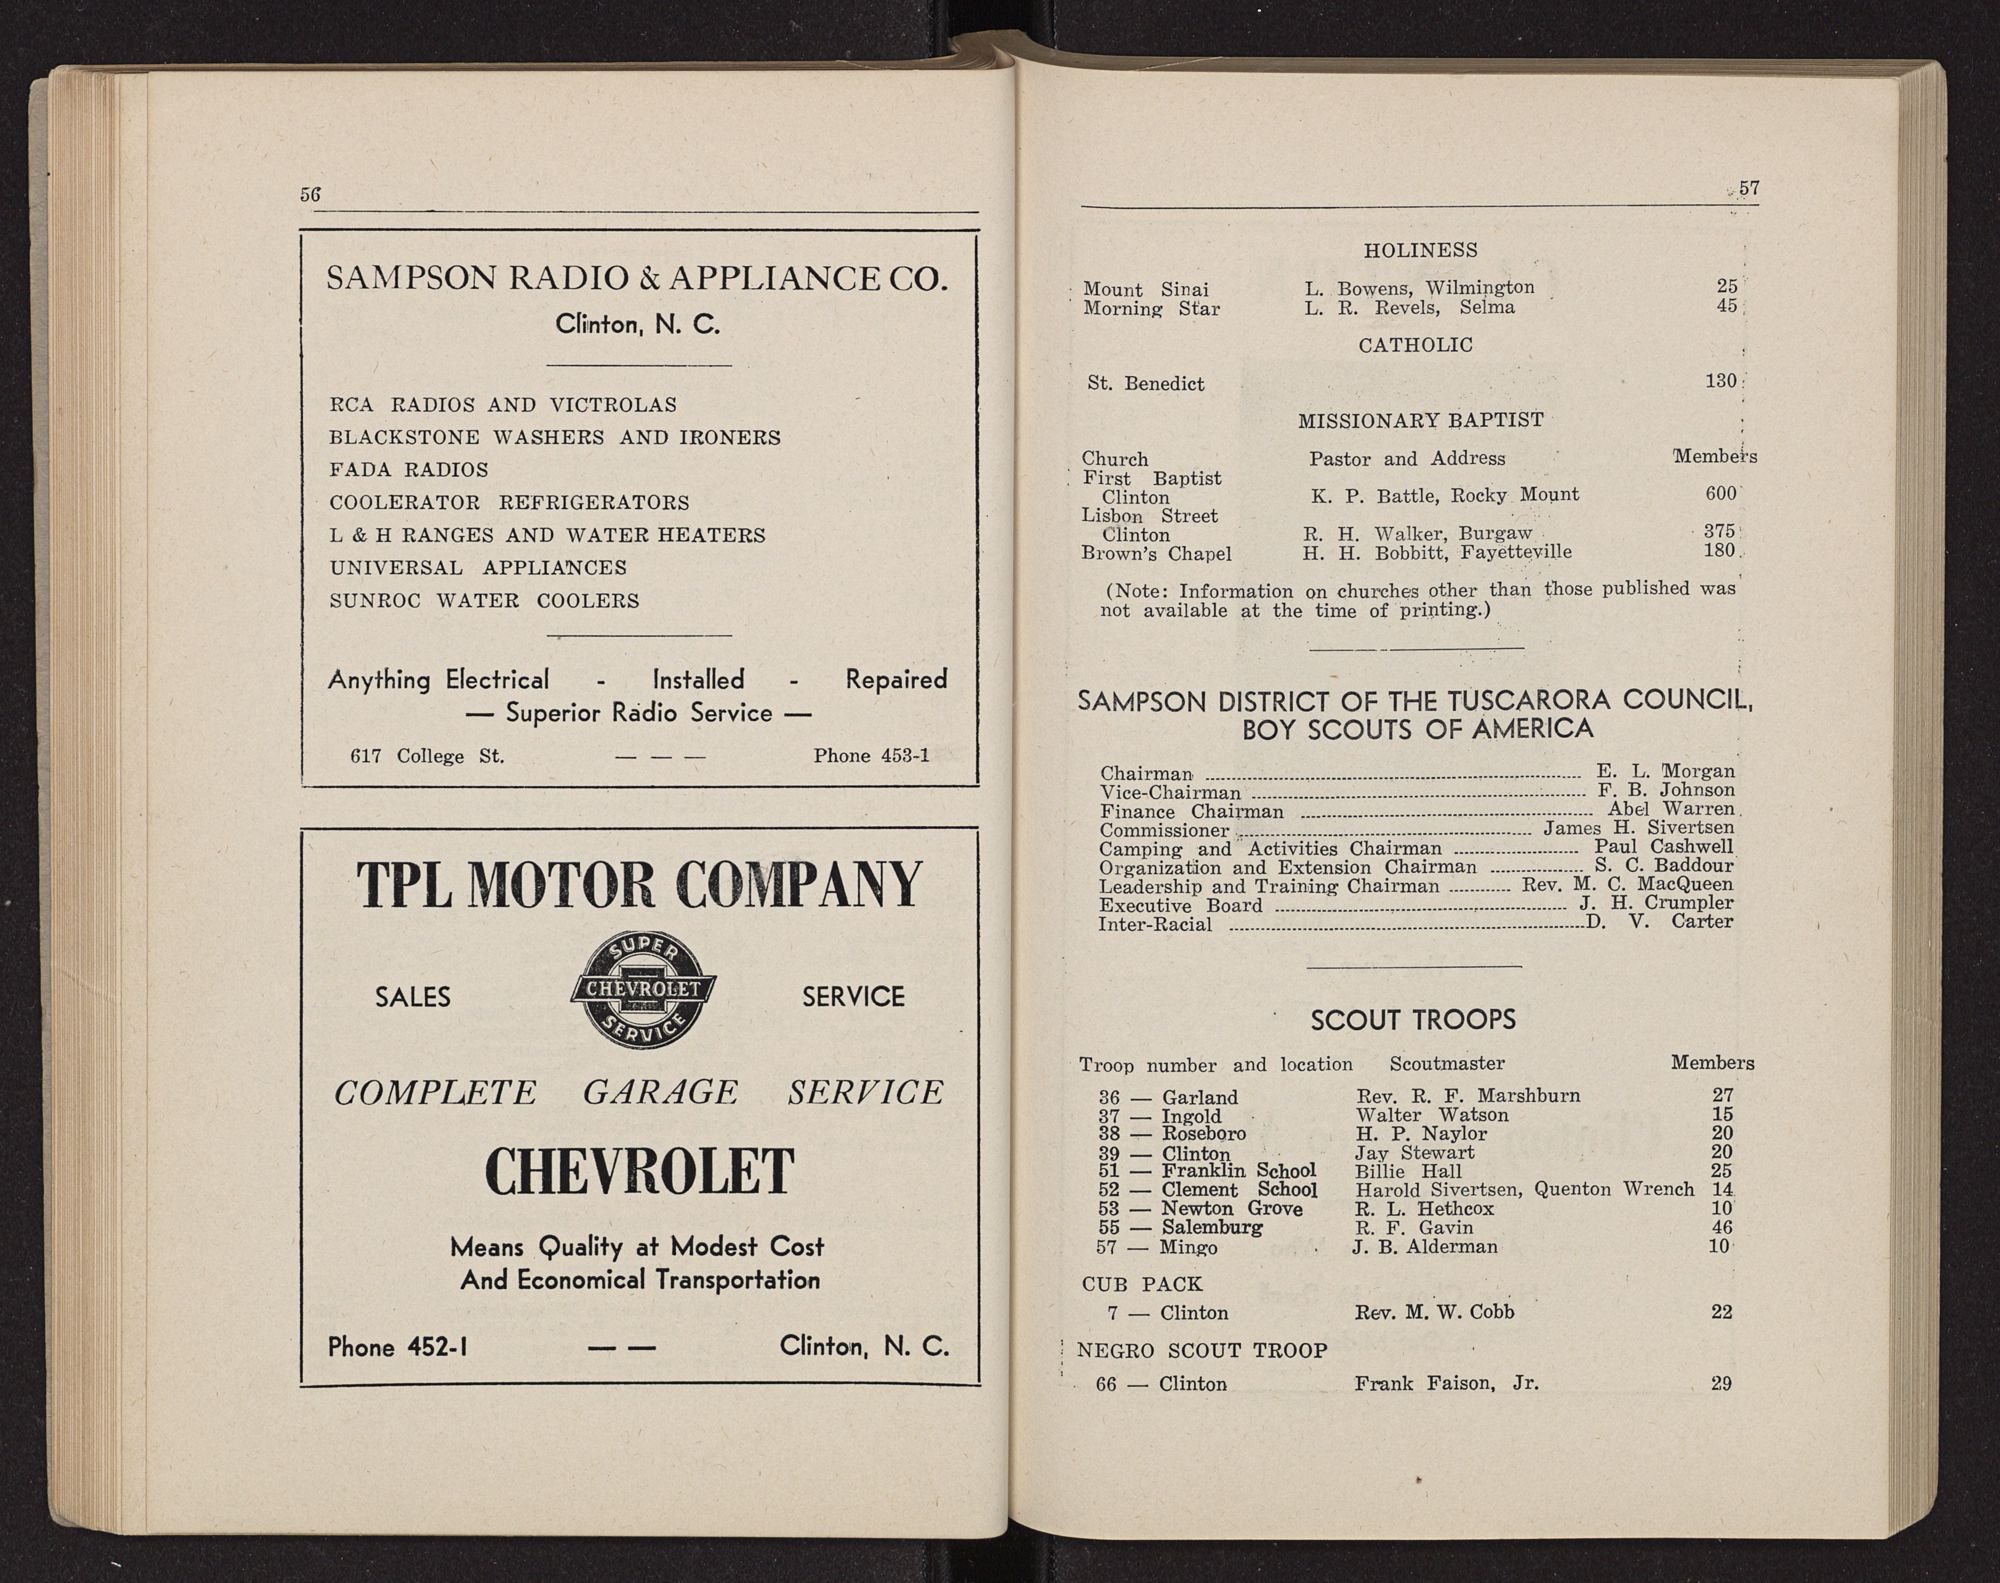 56
SAMPSON RADIO & APPLIANCE CO.
Clinton, N. C.
RCA RADIOS AND VICTROLAS
BLACKSTONE WASHERS AND IRONERS
FADA RADIOS
COOLERATOR REFRIGERATORS
L & H RANGES AND WATER HEATERS
UNIVERSAL APPLIANCES
SUNROC WATER COOLERS
Anything Electrical - Installed - Repaired
— Superior Radio Service —
617 College St. — — — Phone 453-1
TPL MOTOR COMPANY
SALES SUPER CHEVROLET SERVICE SERVICE
COMPLETE GARAGE SERVICE
CHEVROLET
Means Quality at Modest Cost
And Economical Transportation
Phone 452-1 — — Clinton, N. C.
57
HOLINESS
Mount Sinai L. Bowens, Wilmington 25
Morning Star L. R. Revels, Selma 45
CATHOLIC
St. Benedict 130
MISSIONARY BAPTIST
Church Pastor and Address Members
First Baptist
Clinton K. P. Battle, Rocky Mount 600
Lisbon Street
Clinton R. H. Walker, Burgaw 375
Brown's Chapel H. H. Bobbitt, Fayetteville 180
(Note: Information on churches other than those published was
not available at the time of printing.)
SAMPSON DISTRICT OF THE TUSCARORA COUNCIL,
BOY SCOUTS OF AMERICA
Chairman E. L. Morgan
Vice-Chairman F. B. Johnson
Finance Chairman Abel Warren
Commissioner James H. Sivertsen
Camping and Activities Chairman Paul Cashwell
Organization and Extension Chairman S. C. Baddour
Leadership and Training Chairman Rev. M. C. MacQueen
Executive Board J. H. Crumpler
Inter-Racial D. V. Carter
SCOUT TROOPS
Troop number and location Scoutmaster Members
36 — Garland Rev. R. F. Marshburn 27
37 — Ingold Walter Watson 15
38 — Roseboro H. P. Naylor 20
39 — Clinton Jay Stewart 20
51 — Franklin School Billie Hall 25
52 — Clement School Harold Sivertsen, Quenton Wrench 14
53 — Newton Grove R. L. Hethcox 10
55 — Salemburg R. F. Gavin 46
57 — Mingo J. B. Alderman 10
CUB PACK
7 — Clinton Rev. M. W. Cobb 22
NEGRO SCOUT TROOP
66 — Clinton Frank Faison, Jr. 29